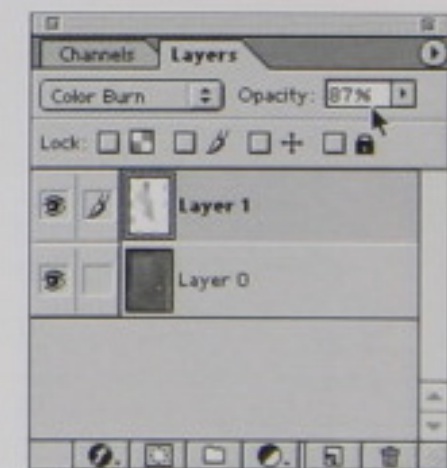 Channels Layers
Color Burn Opacity: 87%
Lock:
Layer 1
Layer 0